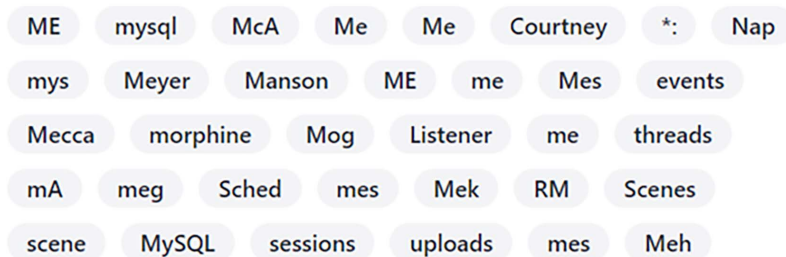 ME mysql McA Me Me Courtney *: Nap
mys Meyer Manson ME me Mes events
Mecca morphine Mog Listener me threads
mA meg Sched mes Mek RM Scenes
scene MySQL sessions uploads mes Meh